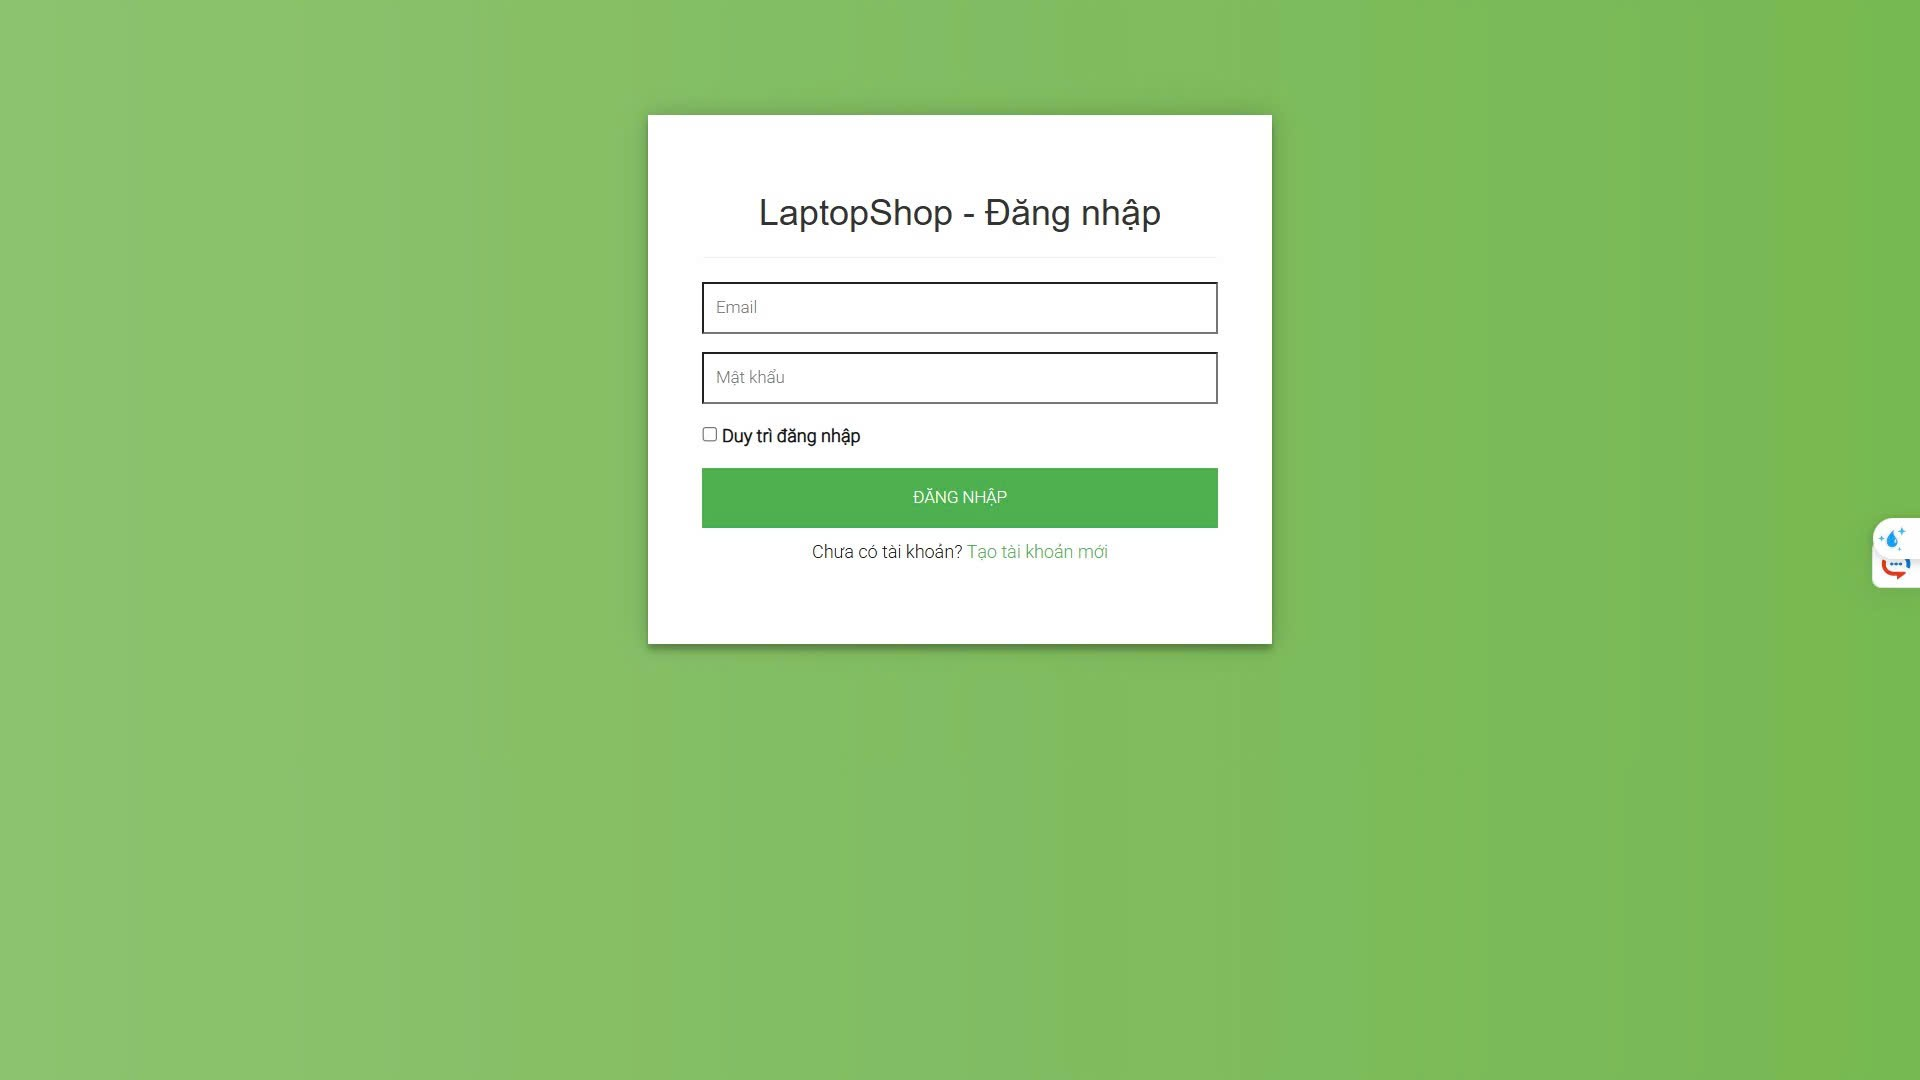 LaptopShop - Đăng nhập
Email
Mật khẩu
Duy trì đăng nhập
ĐĂNG NHẬP
Chưa có tài khoản? Tạo tài khoản mới